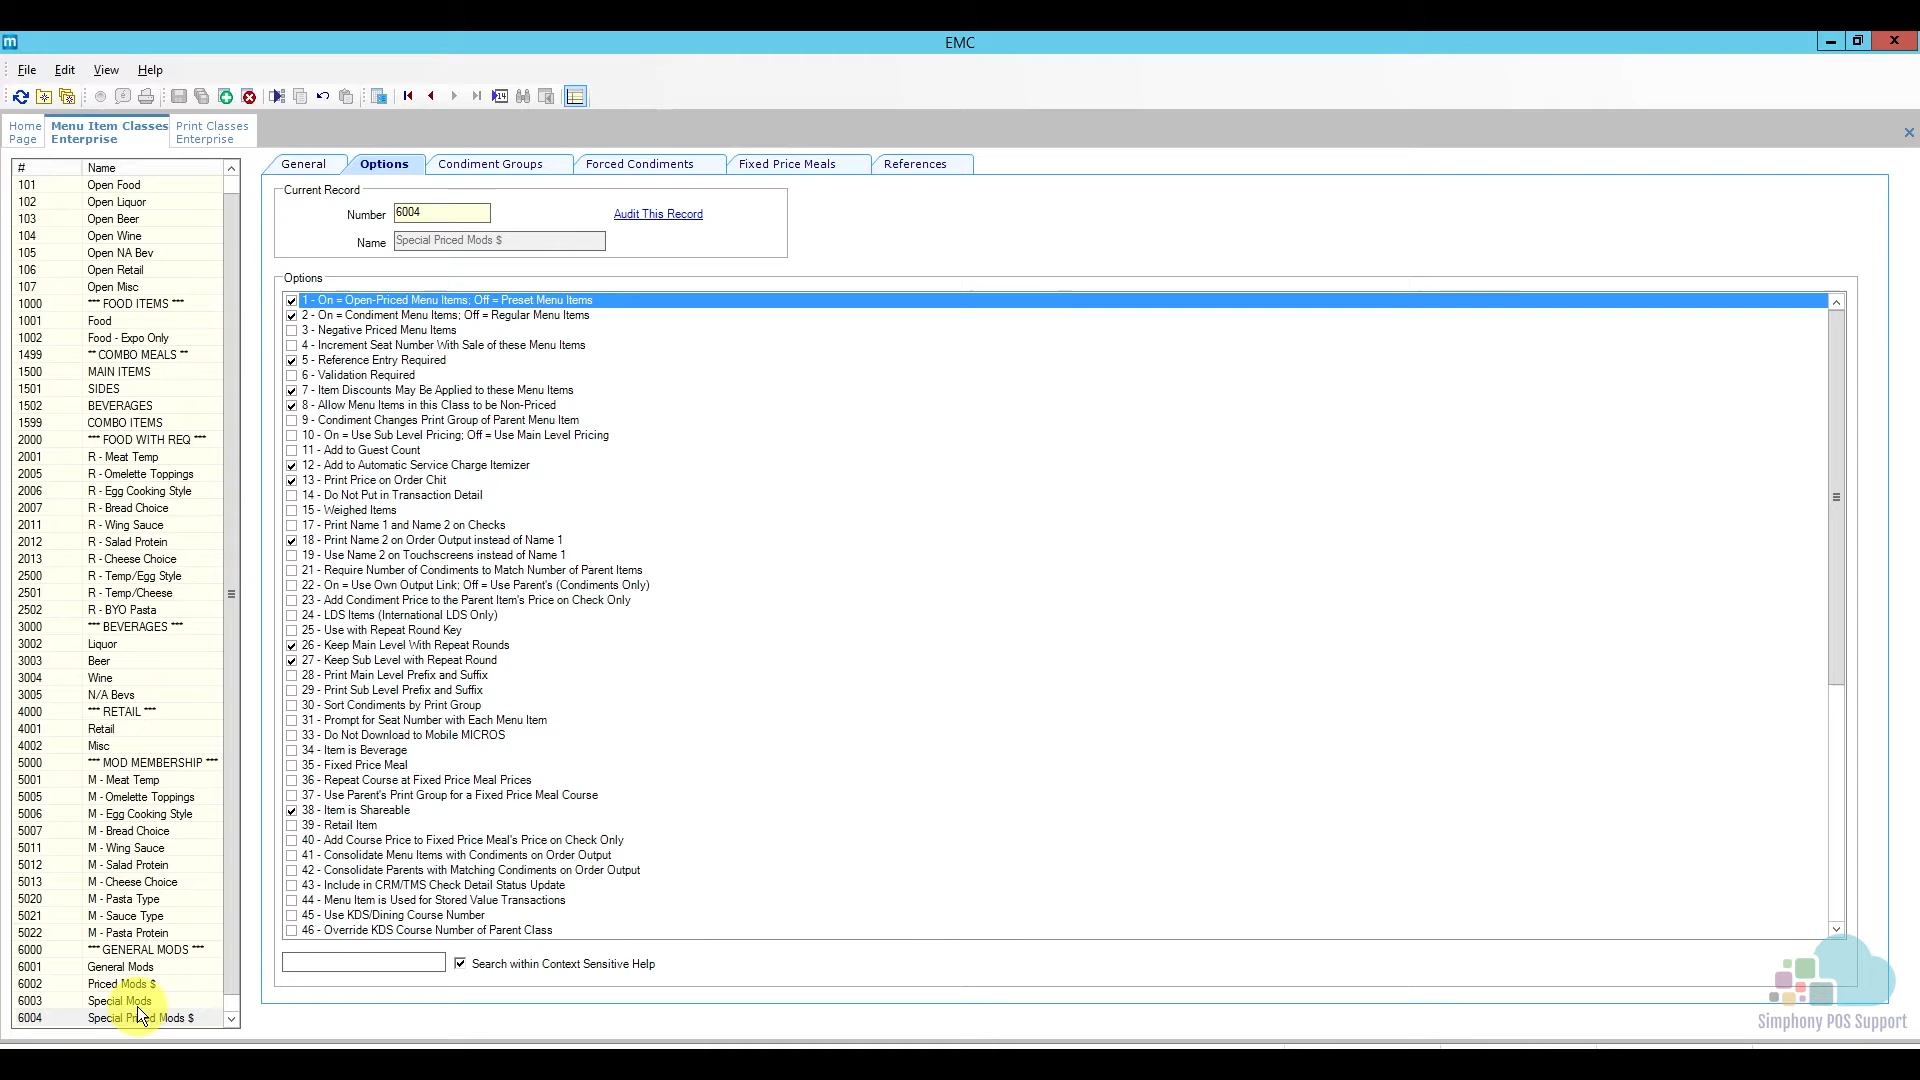 EMC
File Edit View Help
Home Page
Menu Item Classes Enterprise
Print Classes Enterprise
# Name
101 Open Food
102 Open Liquor
103 Open Beer
104 Open Wine
105 Open NA Bev
106 Open Retail
107 Open Misc
1000 *** FOOD ITEMS ***
1001 Food
1002 Food - Expo Only
1499 ** COMBO MEALS **
1500 MAIN ITEMS
1501 SIDES
1502 BEVERAGES
1599 COMBO ITEMS
2000 *** FOOD WITH REQ ***
2001 R - Meat Temp
2005 R - Omelette Toppings
2006 R - Egg Cooking Style
2007 R - Bread Choice
2011 R - Wing Sauce
2012 R - Salad Protein
2013 R - Cheese Choice
2500 R - Temp/Egg Style
2501 R - Temp/Cheese
2502 R - BYO Pasta
3000 *** BEVERAGES ***
3002 Liquor
3003 Beer
3004 Wine
3005 N/A Bevs
4000 *** RETAIL ***
4001 Retail
4002 Misc
5000 *** MOD MEMBERSHIP ***
5001 M - Meat Temp
5005 M - Omelette Toppings
5006 M - Egg Cooking Style
5007 M - Bread Choice
5011 M - Wing Sauce
5012 M - Salad Protein
5013 M - Cheese Choice
5020 M - Pasta Type
5021 M - Sauce Type
5022 M - Pasta Protein
6000 *** GENERAL MODS ***
6001 General Mods
6002 Priced Mods $
6003 Special Mods
6004 Special Priced Mods $
General Options Condiment Groups Forced Condiments Fixed Price Meals References
Current Record
Number 6004 Audit This Record
Name Special Priced Mods $
Options
1 - On = Open-Priced Menu Items; Off = Preset Menu Items
2 - On = Condiment Menu Items; Off = Regular Menu Items
3 - Negative Priced Menu Items
4 - Increment Seat Number With Sale of these Menu Items
5 - Reference Entry Required
6 - Validation Required
7 - Item Discounts May Be Applied to these Menu Items
8 - Allow Menu Items in this Class to be Non-Priced
9 - Condiment Changes Print Group of Parent Menu Item
10 - On = Use Sub Level Pricing; Off = Use Main Level Pricing
11 - Add to Guest Count
12 - Add to Automatic Service Charge Itemizer
13 - Print Price on Order Chit
14 - Do Not Put in Transaction Detail
15 - Weighed Items
17 - Print Name 1 and Name 2 on Checks
18 - Print Name 2 on Order Output instead of Name 1
19 - Use Name 2 on Touchscreens instead of Name 1
21 - Require Number of Condiments to Match Number of Parent Items
22 - On = Use Own Output Link; Off = Use Parent's (Condiments Only)
23 - Add Condiment Price to the Parent Item's Price on Check Only
24 - LDS Items (International LDS Only)
25 - Use with Repeat Round Key
26 - Keep Main Level With Repeat Rounds
27 - Keep Sub Level with Repeat Round
28 - Print Main Level Prefix and Suffix
29 - Print Sub Level Prefix and Suffix
30 - Sort Condiments by Print Group
31 - Prompt for Seat Number with Each Menu Item
33 - Do Not Download to Mobile MICROS
34 - Item is Beverage
35 - Fixed Price Meal
36 - Repeat Course at Fixed Price Meal Prices
37 - Use Parent's Print Group for a Fixed Price Meal Course
38 - Item is Shareable
39 - Retail Item
40 - Add Course Price to Fixed Price Meal's Price on Check Only
41 - Consolidate Menu Items with Condiments on Order Output
42 - Consolidate Parents with Matching Condiments on Order Output
43 - Include in CRM/TMS Check Detail Status Update
44 - Menu Item is Used for Stored Value Transactions
45 - Use KDS/Dining Course Number
46 - Override KDS Course Number of Parent Class
Search within Context Sensitive Help
Simphony POS Support